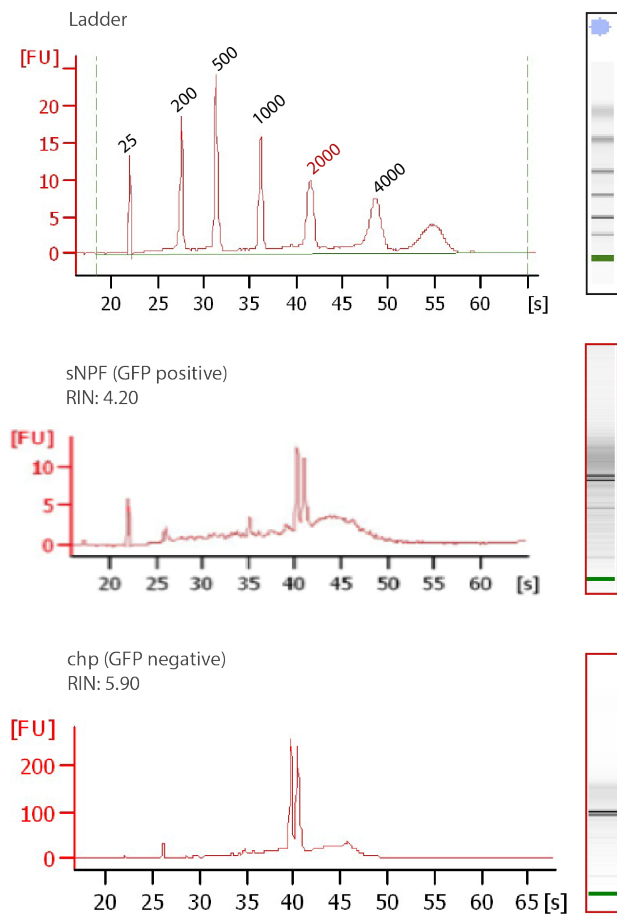 Ladder
[FU]
25
200
500
1000
2000
4000
20
15
10
5
0
20 25 30 35 40 45 50 55 60 [s]
sNPF (GFP positive)
RIN: 4.20
[FU]
10
5
0
20 25 30 35 40 45 50 55 60 [s]
chp (GFP negative)
RIN: 5.90
[FU]
200
100
0
20 25 30 35 40 45 50 55 60 65 [s]